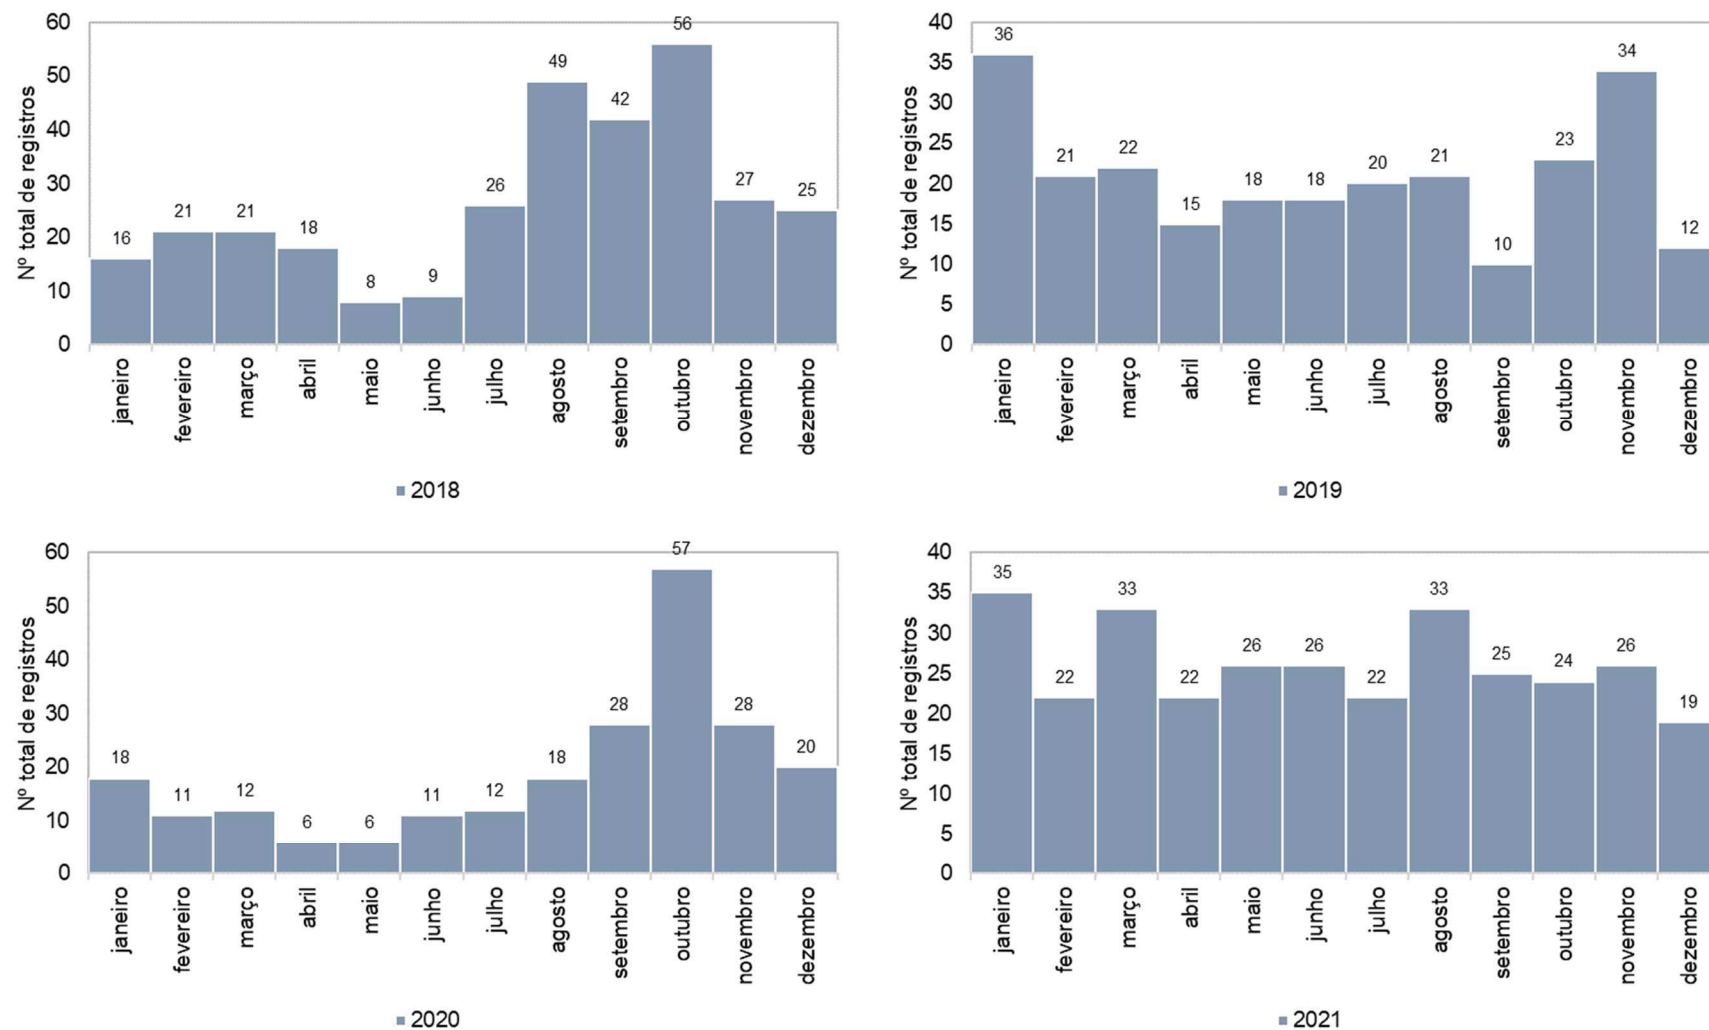 Nº total de registros
60
50
40
30
20
10
0
16
21
21
18
8
9
26
49
42
56
27
25
janeiro
fevereiro
março
abril
maio
junho
julho
agosto
setembro
outubro
novembro
dezembro
2018
Nº total de registros
40
35
30
25
20
15
10
5
0
36
21
22
15
18
18
20
21
10
23
34
12
janeiro
fevereiro
março
abril
maio
junho
julho
agosto
setembro
outubro
novembro
dezembro
2019
Nº total de registros
60
50
40
30
20
10
0
18
11
12
6
6
11
12
18
28
57
28
20
janeiro
fevereiro
março
abril
maio
junho
julho
agosto
setembro
outubro
novembro
dezembro
2020
Nº total de registros
40
35
30
25
20
15
10
5
0
35
22
33
22
26
26
22
33
25
24
26
19
janeiro
fevereiro
março
abril
maio
junho
julho
agosto
setembro
outubro
novembro
dezembro
2021